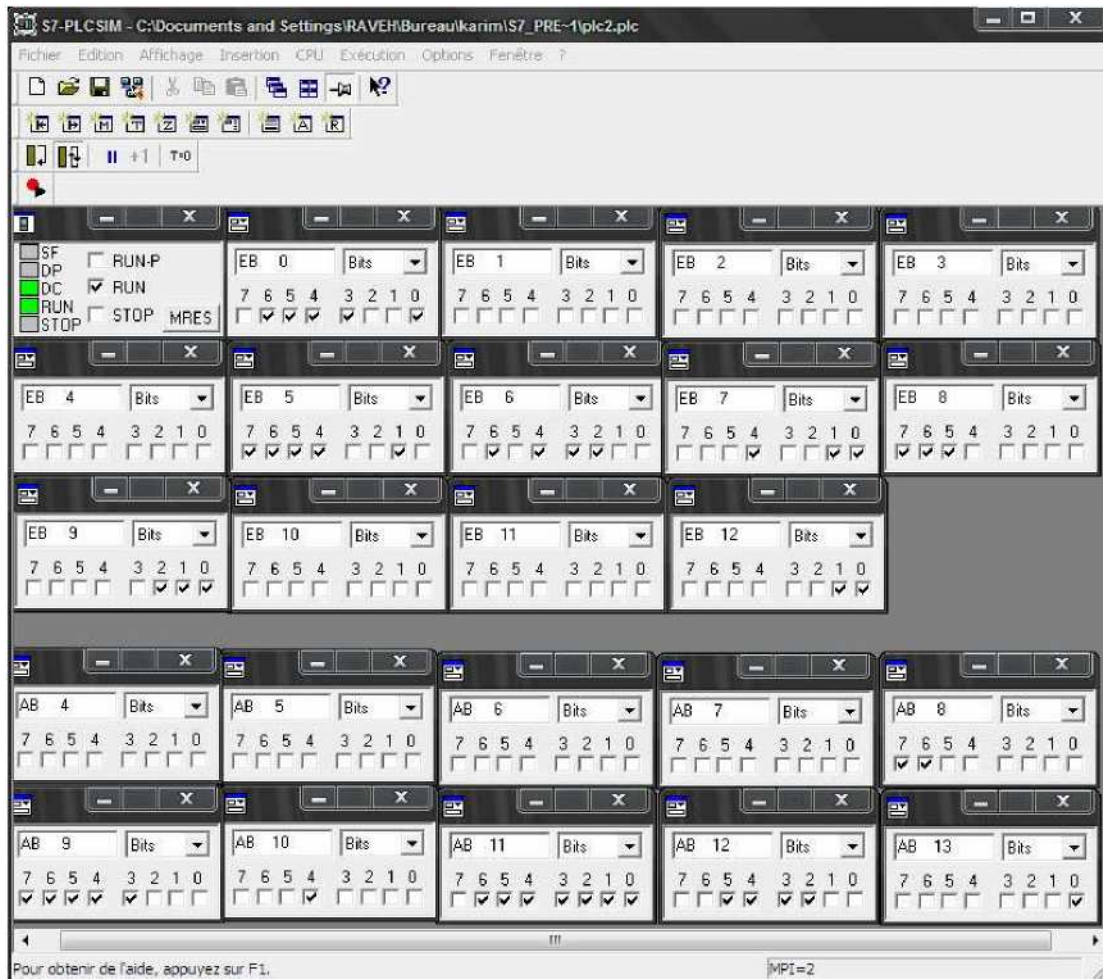 S7-PLCSIM - C:\Documents and Settings\RAVEH\Bureau\karim\S7_PRE~1\plc2.plc
Fichier Edition Affichage Insertion CPU Exécution Options Fenêtre ?
T=0
+1
SF
DP
DC
RUN
STOP
RUN-P
RUN
STOP
MRES
EB 0 Bits
7 6 5 4 3 2 1 0
EB 1 Bits
7 6 5 4 3 2 1 0
EB 2 Bits
7 6 5 4 3 2 1 0
EB 3 Bits
7 6 5 4 3 2 1 0
EB 4 Bits
7 6 5 4 3 2 1 0
EB 5 Bits
7 6 5 4 3 2 1 0
EB 6 Bits
7 6 5 4 3 2 1 0
EB 7 Bits
7 6 5 4 3 2 1 0
EB 8 Bits
7 6 5 4 3 2 1 0
EB 9 Bits
7 6 5 4 3 2 1 0
EB 10 Bits
7 6 5 4 3 2 1 0
EB 11 Bits
7 6 5 4 3 2 1 0
EB 12 Bits
7 6 5 4 3 2 1 0
AB 4 Bits
7 6 5 4 3 2 1 0
AB 5 Bits
7 6 5 4 3 2 1 0
AB 6 Bits
7 6 5 4 3 2 1 0
AB 7 Bits
7 6 5 4 3 2 1 0
AB 8 Bits
7 6 5 4 3 2 1 0
AB 9 Bits
7 6 5 4 3 2 1 0
AB 10 Bits
7 6 5 4 3 2 1 0
AB 11 Bits
7 6 5 4 3 2 1 0
AB 12 Bits
7 6 5 4 3 2 1 0
AB 13 Bits
7 6 5 4 3 2 1 0
Pour obtenir de l'aide, appuyez sur F1.
MPI=2